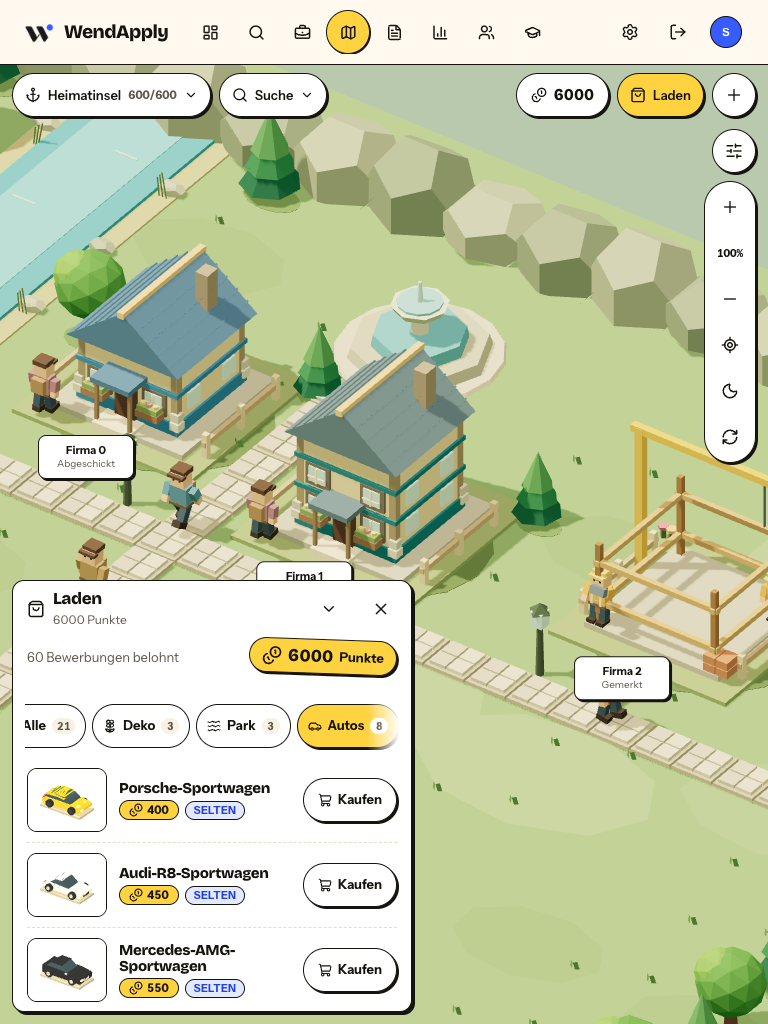 WendApply
S
Heimatinsel 600/600
Suche
6000
Laden
100%
Firma 0
Abgeschickt
Firma 1
Firma 2
Gemerkt
Laden
6000 Punkte
60 Bewerbungen belohnt
6000 Punkte
Alle 21
Deko 3
Park 3
Autos 8
Porsche-Sportwagen
400 SELTEN
Kaufen
Audi-R8-Sportwagen
450 SELTEN
Kaufen
Mercedes-AMG-
Sportwagen
550 SELTEN
Kaufen